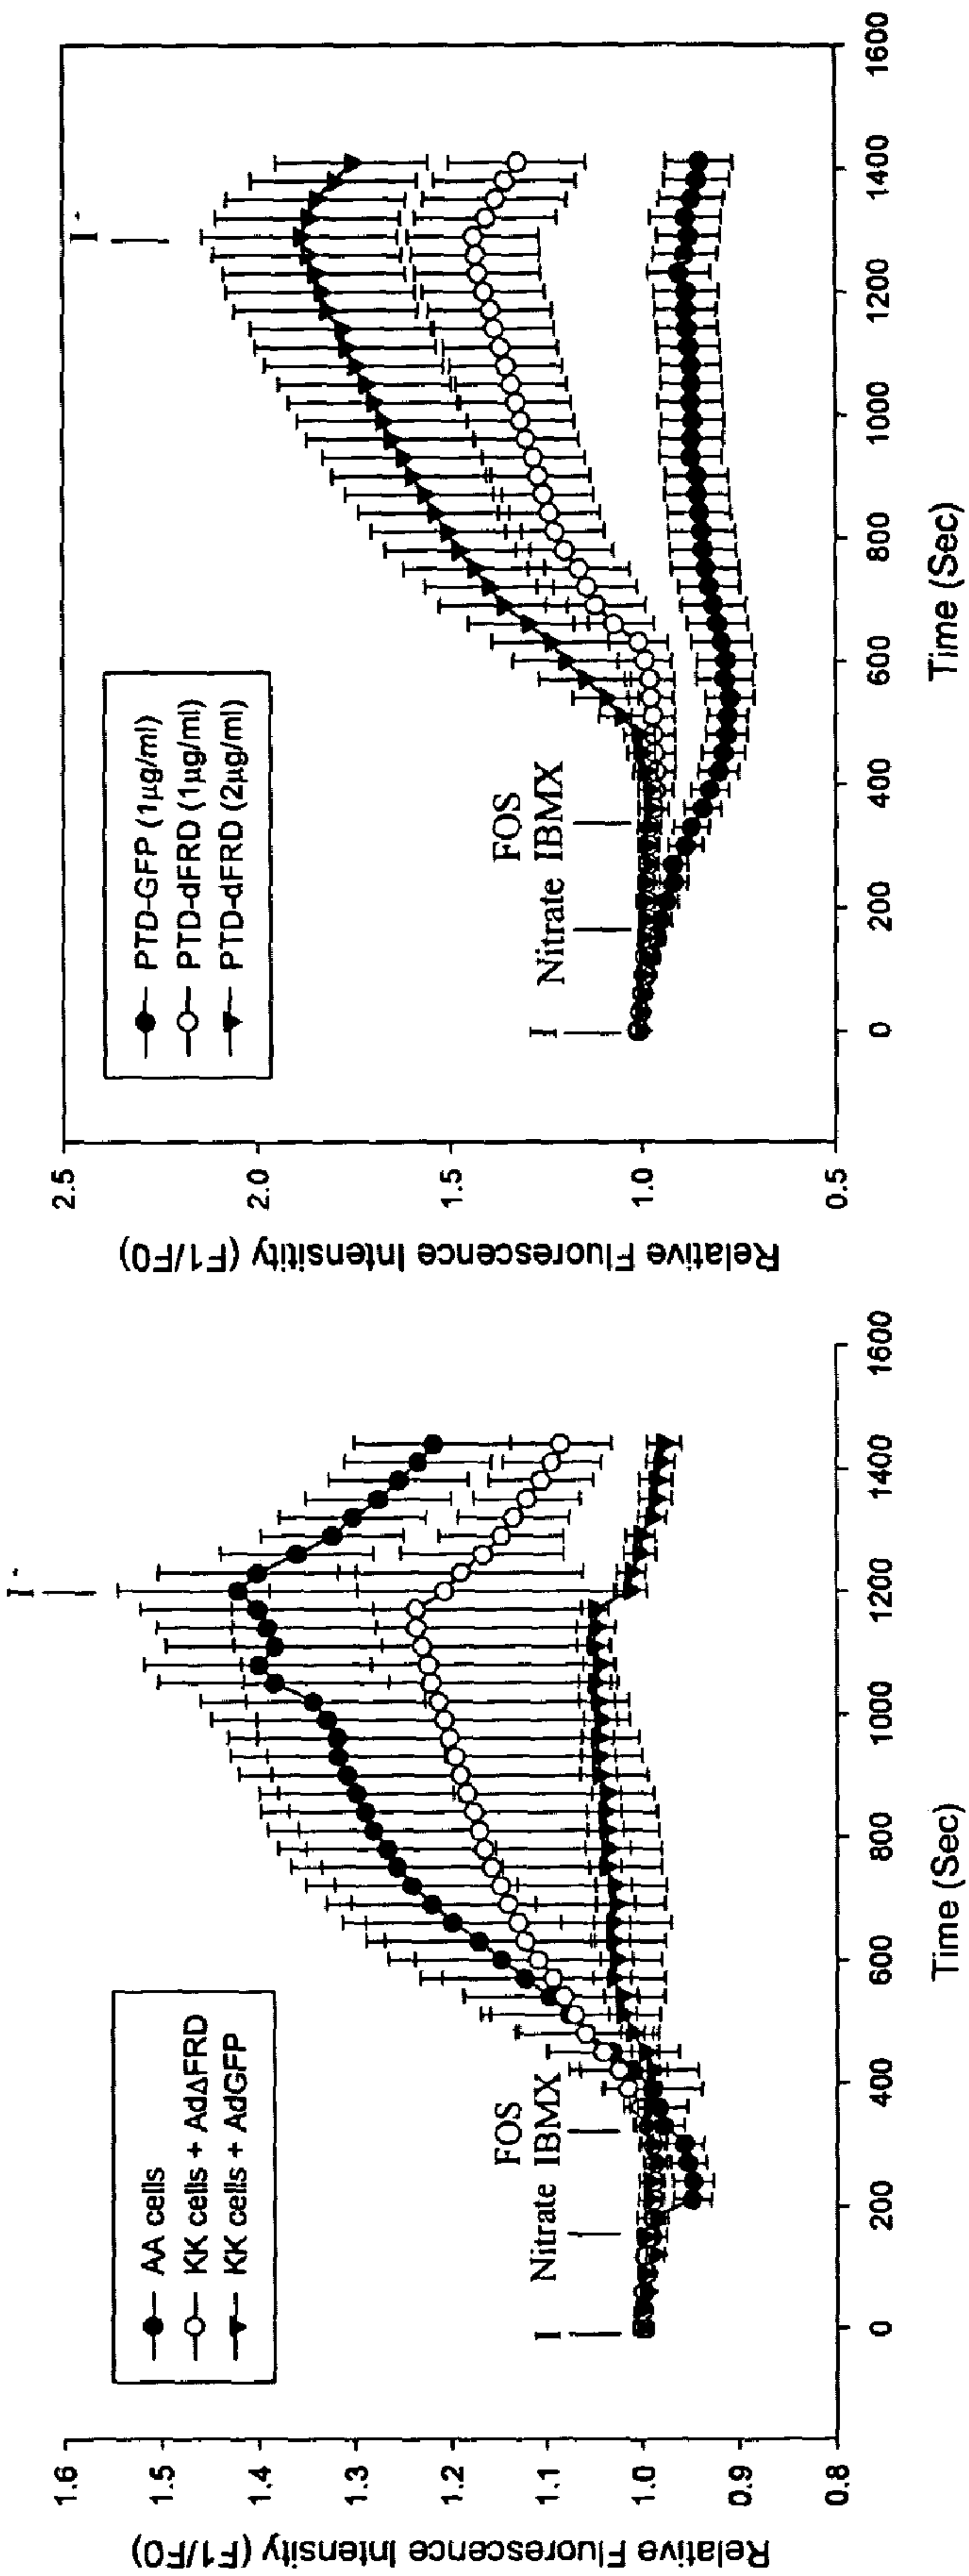 1.6
1.5
1.4
1.3
1.2
1.1
1.0
0.9
0.8
Relative Fluorescence Intensity (F1/F0)
AA cells
KK cells + AdΔFRD
KK cells + AdGFP
I
Nitrate
FOS
IBMX
I-
0
200
400
600
800
1000
1200
1400
1600
Time (Sec)
2.5
2.0
1.5
1.0
0.5
Relative Fluorescence Intensitity (F1/F0)
PTD-GFP (1µg/ml)
PTD-dFRD (1µg/ml)
PTD-dFRD (2µg/ml)
I
Nitrate
FOS
IBMX
I-
0
200
400
600
800
1000
1200
1400
1600
Time (Sec)